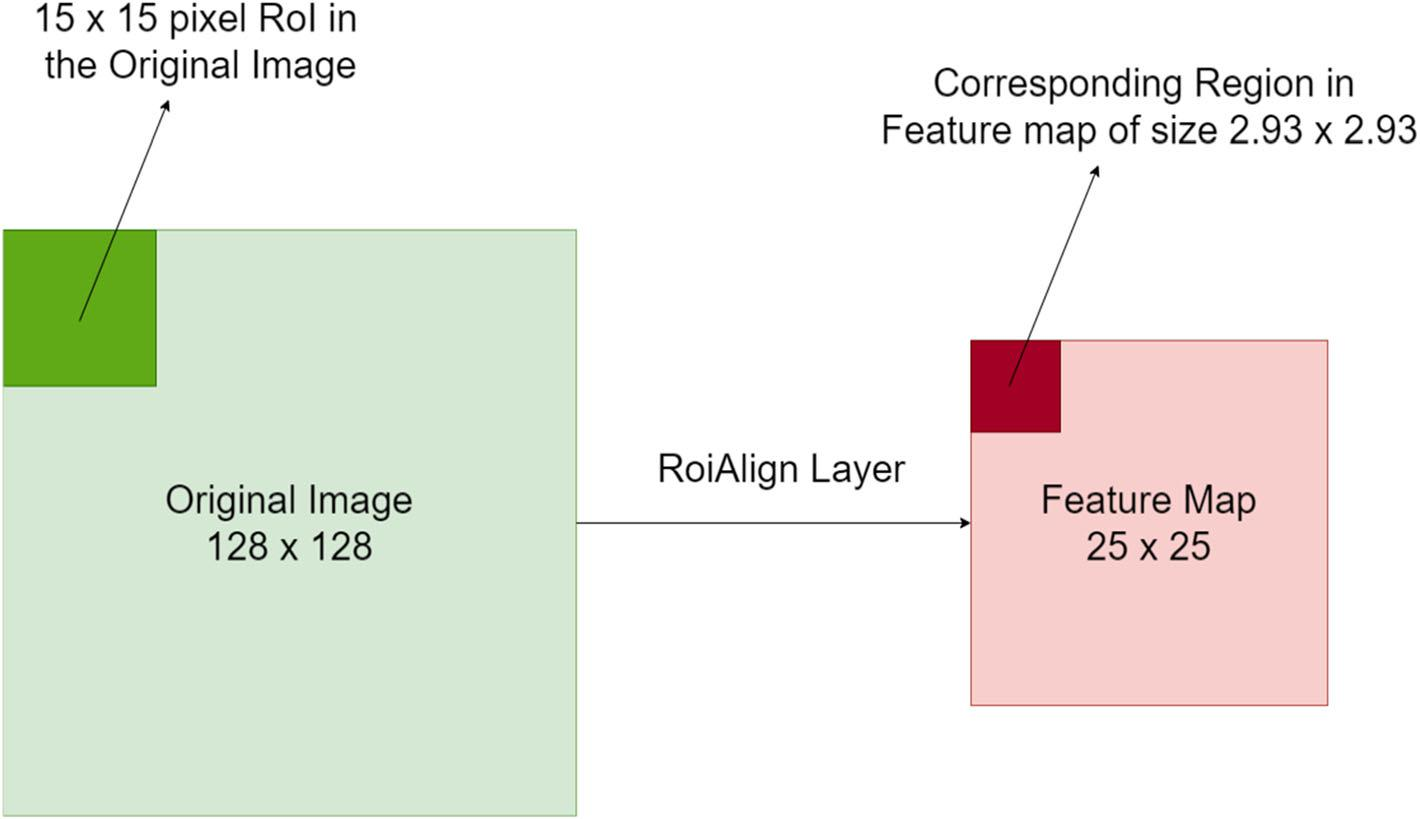 15 x 15 pixel RoI in
the Original Image
Corresponding Region in
Feature map of size 2.93 x 2.93
RoiAlign Layer
Original Image
128 x 128
Feature Map
25 x 25